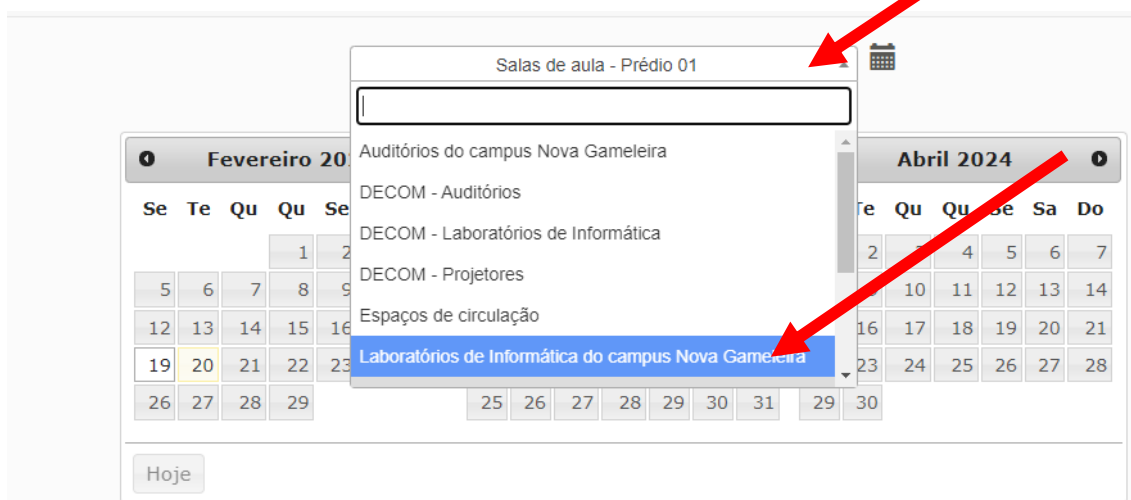 Salas de aula - Prédio 01
Auditórios do campus Nova Gameleira
DECOM - Auditórios
DECOM - Laboratórios de Informática
DECOM - Projetores
Espaços de circulação
Laboratórios de Informática do campus Nova Gameleira
Fevereiro 20
Se Te Qu Qu Se
1 2
5 6 7 8 9
12 13 14 15 16
19 20 21 22 23
26 27 28 29
25 26 27 28 29 30 31
Abril 2024
Te Qu Qu Se Sa Do
2 3 4 5 6 7
10 11 12 13 14
16 17 18 19 20 21
23 24 25 26 27 28
29 30
Hoje